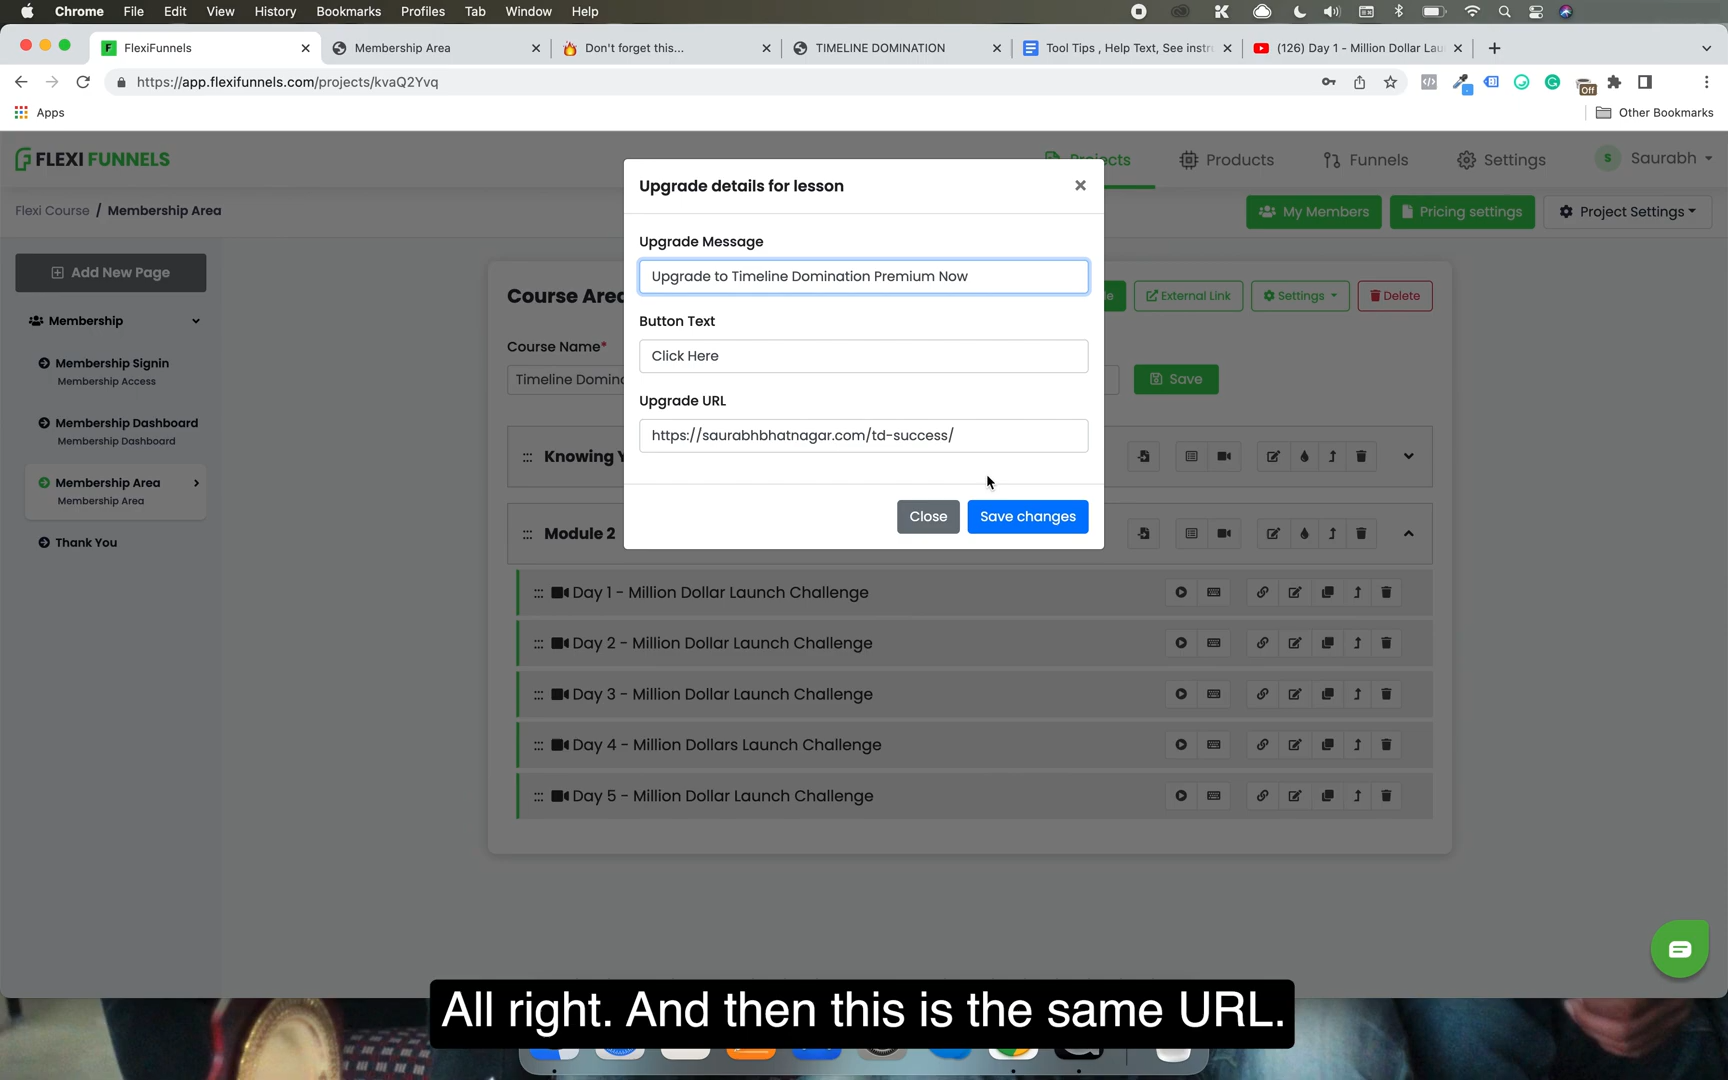 Chrome File Edit View History Bookmarks Profiles Tab Window Help
FlexiFunnels
Membership Area
Don't forget this...
TIMELINE DOMINATION
Tool Tips , Help Text, See instr
(126) Day 1 - Million Dollar Lau
https://app.flexifunnels.com/projects/kvaQ2Yvq
Off
Apps
Other Bookmarks
FLEXI FUNNELS
Projects
Products
Funnels
Settings
S
Saurabh
Flexi Course / Membership Area
My Members
Pricing settings
Project Settings
Add New Page
Membership
Membership Signin
Membership Access
Membership Dashboard
Membership Dashboard
Membership Area
Membership Area
Thank You
Upgrade details for lesson
Upgrade Message
Upgrade to Timeline Domination Premium Now
Button Text
Click Here
Upgrade URL
https://saurabhbhatnagar.com/td-success/
Close
Save changes
Course Area
External Link
Settings
Delete
Course Name*
Save
Module 2
Day 1 - Million Dollar Launch Challenge
Day 2 - Million Dollar Launch Challenge
Day 3 - Million Dollar Launch Challenge
Day 4 - Million Dollars Launch Challenge
Day 5 - Million Dollar Launch Challenge
All right. And then this is the same URL.